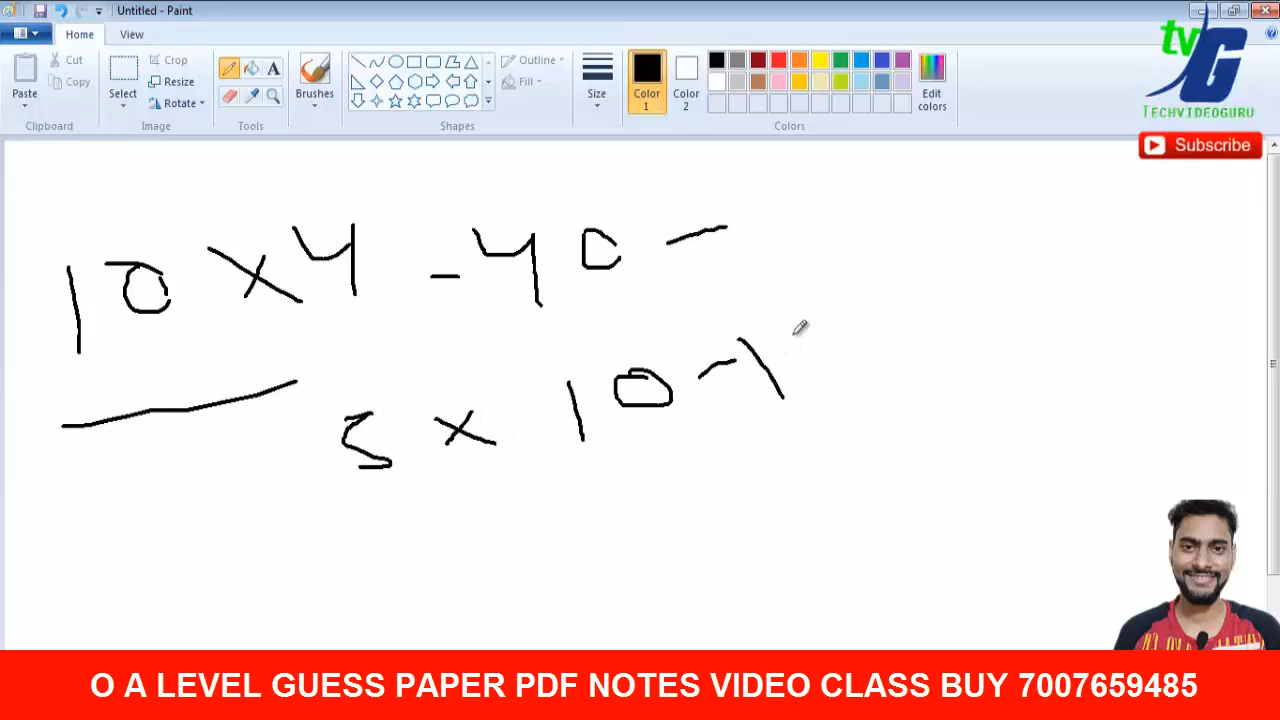 Untitled - Paint
Home View
Paste
Cut
Copy
Clipboard
Select
Crop
Resize
Rotate
Image
A
Tools
Brushes
Outline
Fill
Shapes
Size
Color 1
Color 2
Edit colors
Colors
tv G
TECHVIDEOGURU
Subscribe
10 x 4 - 40 -
5 x 10 - 1
O A LEVEL GUESS PAPER PDF NOTES VIDEO CLASS BUY 7007659485